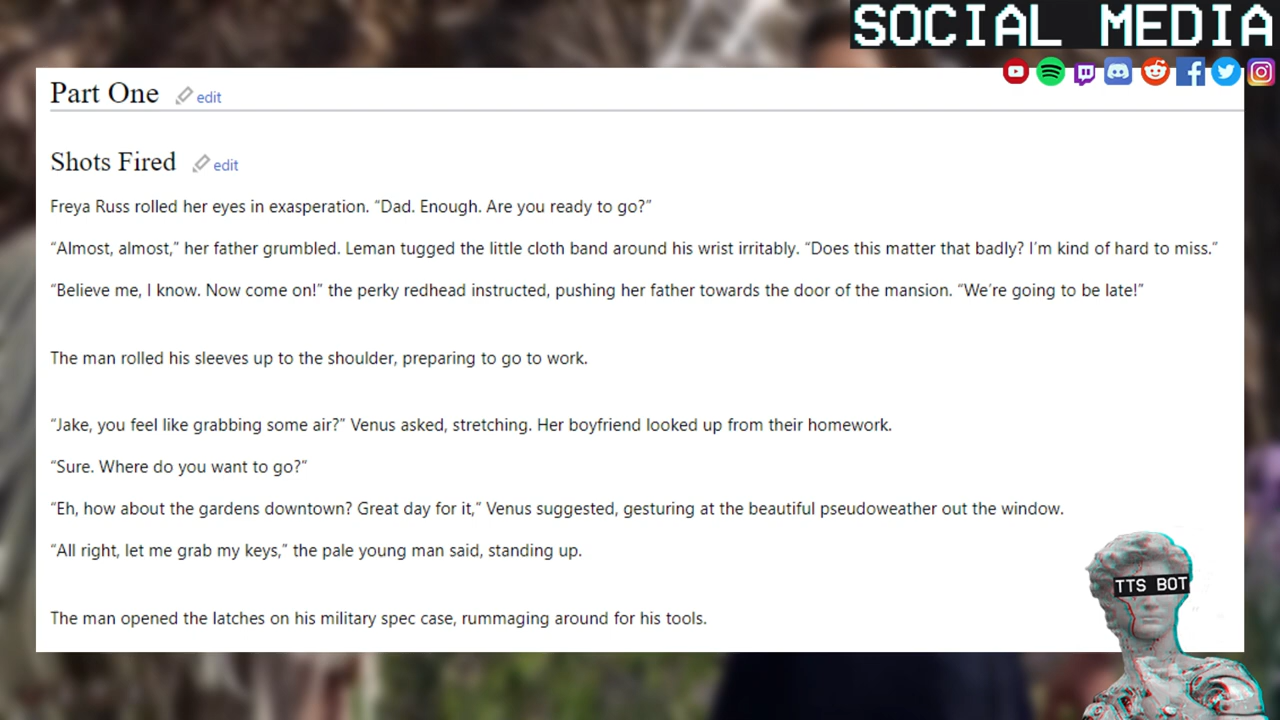 SOCIAL MEDIA
Part One edit
Shots Fired edit
Freya Russ rolled her eyes in exasperation. “Dad. Enough. Are you ready to go?”
“Almost, almost,” her father grumbled. Leman tugged the little cloth band around his wrist irritably. “Does this matter that badly? I’m kind of hard to miss.”
“Believe me, I know. Now come on!” the perky redhead instructed, pushing her father towards the door of the mansion. “We’re going to be late!”
The man rolled his sleeves up to the shoulder, preparing to go to work.
“Jake, you feel like grabbing some air?” Venus asked, stretching. Her boyfriend looked up from their homework.
“Sure. Where do you want to go?”
“Eh, how about the gardens downtown? Great day for it,” Venus suggested, gesturing at the beautiful pseudoweather out the window.
“All right, let me grab my keys,” the pale young man said, standing up.
The man opened the latches on his military spec case, rummaging around for his tools.
TTS BOT